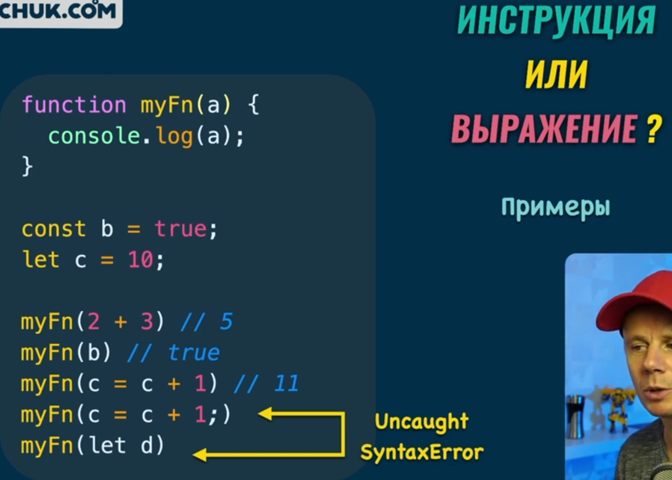 CHUK.COM
ИНСТРУКЦИЯ
ИЛИ
ВЫРАЖЕНИЕ ?
Примеры
function myFn(a) {
  console.log(a);
}
const b = true;
let c = 10;
myFn(2 + 3) // 5
myFn(b) // true
myFn(c = c + 1) // 11
myFn(c = c + 1;)
myFn(let d)
Uncaught
SyntaxError